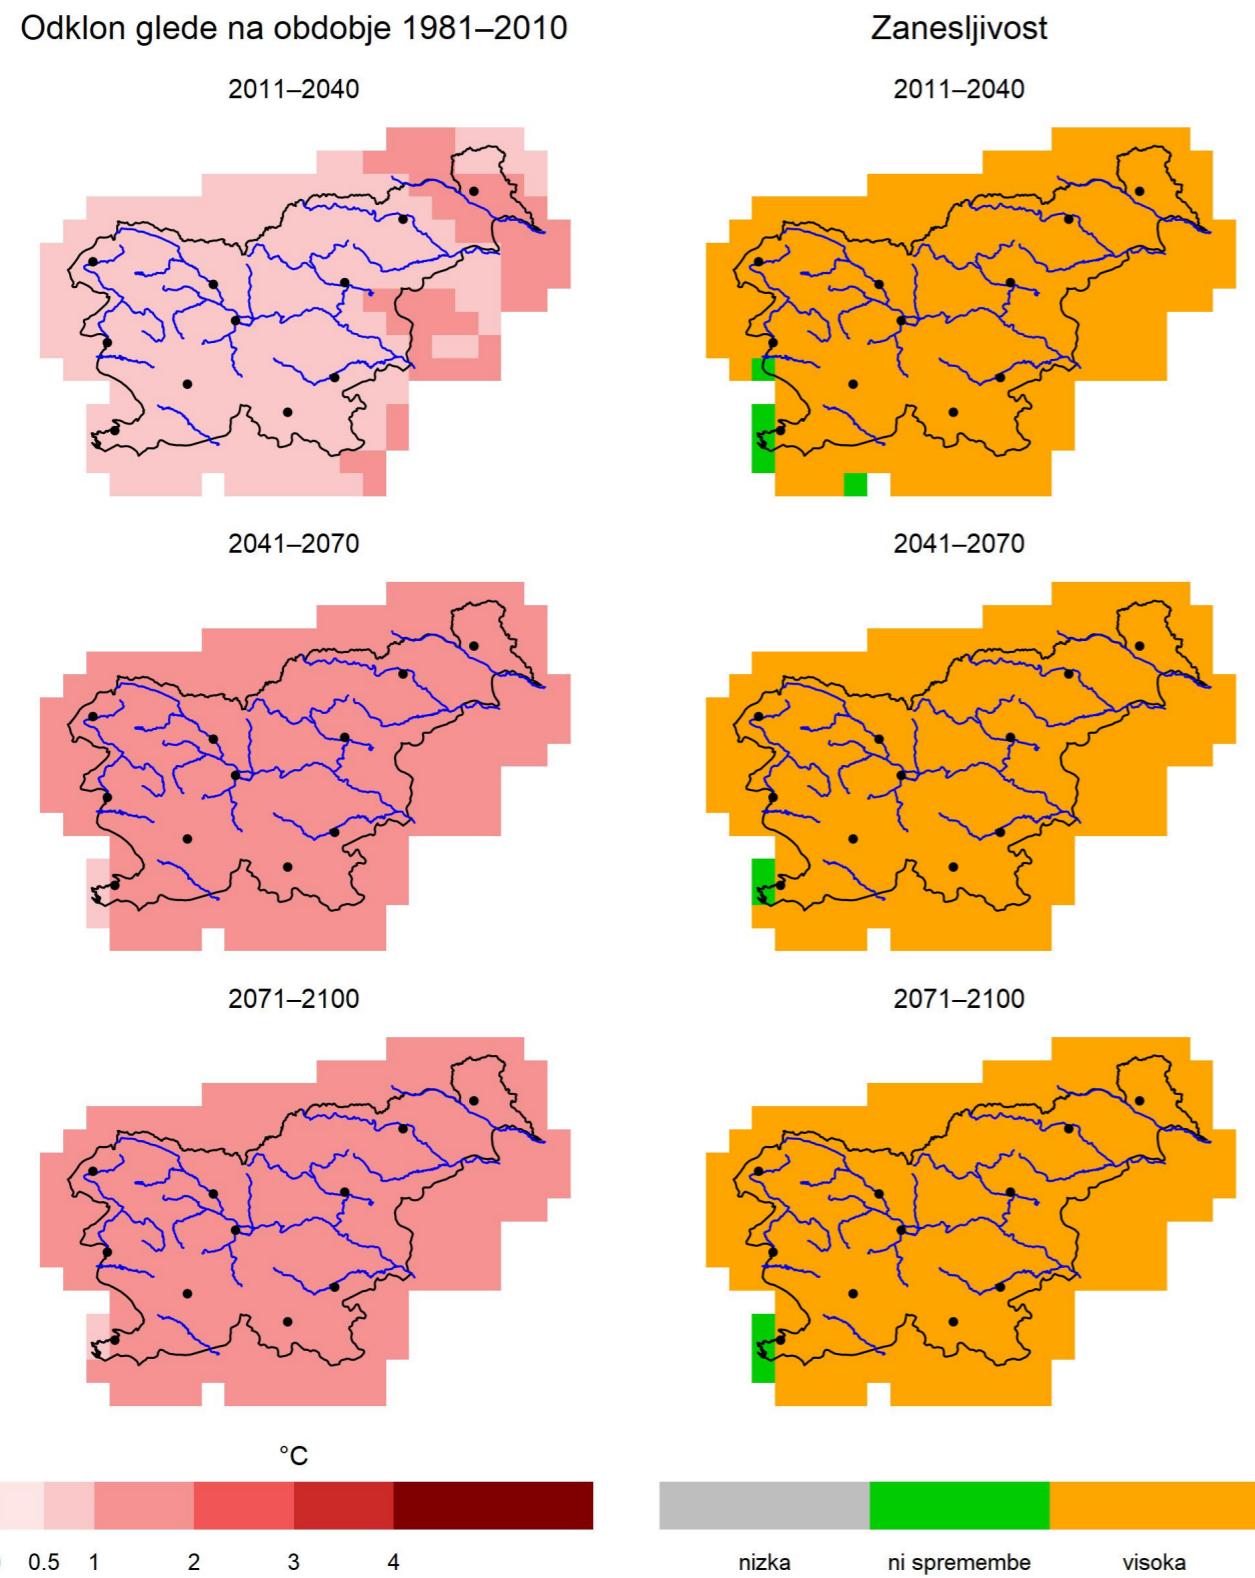 Odklon glede na obdobje 1981–2010
Zanesljivost
2011–2040
2011–2040
2041–2070
2041–2070
2071–2100
2071–2100
°C
0.5 1 2 3 4
nizka ni spremembe visoka